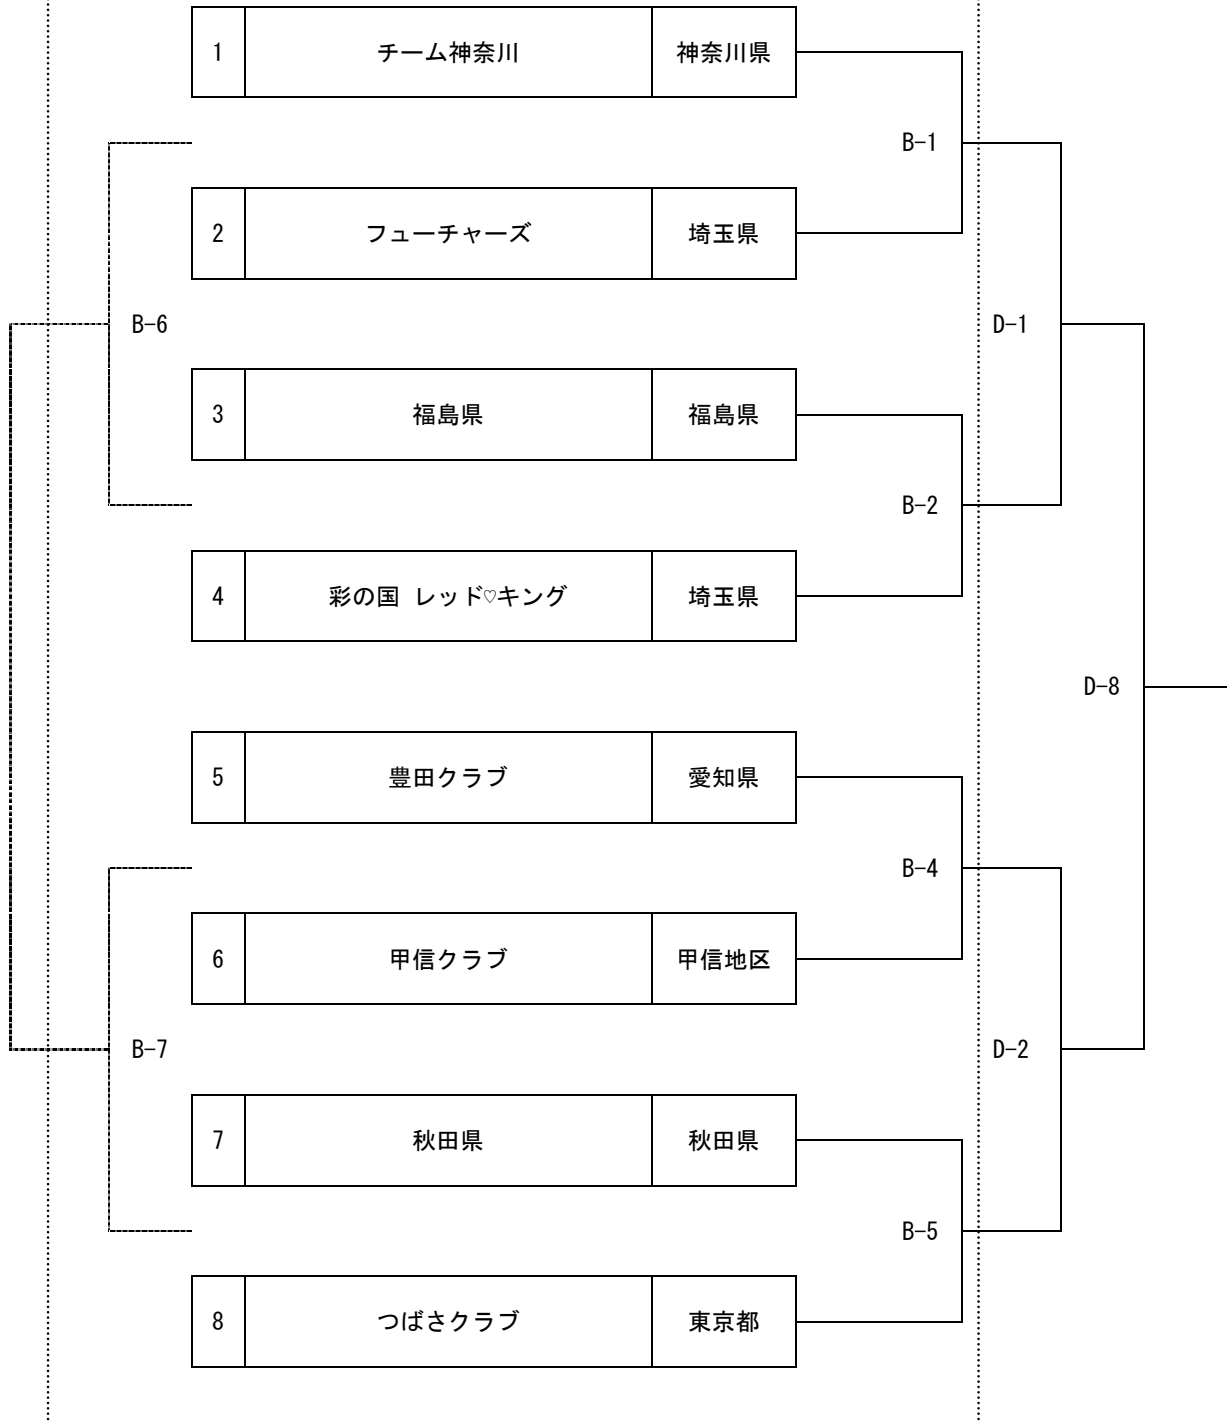 1 チーム神奈川 神奈川県
B-1
2 フューチャーズ 埼玉県
B-6
D-1
3 福島県 福島県
B-2
4 彩の国 レッド♡キング 埼玉県
D-8
5 豊田クラブ 愛知県
B-4
6 甲信クラブ 甲信地区
B-7
D-2
7 秋田県 秋田県
B-5
8 つばさクラブ 東京都